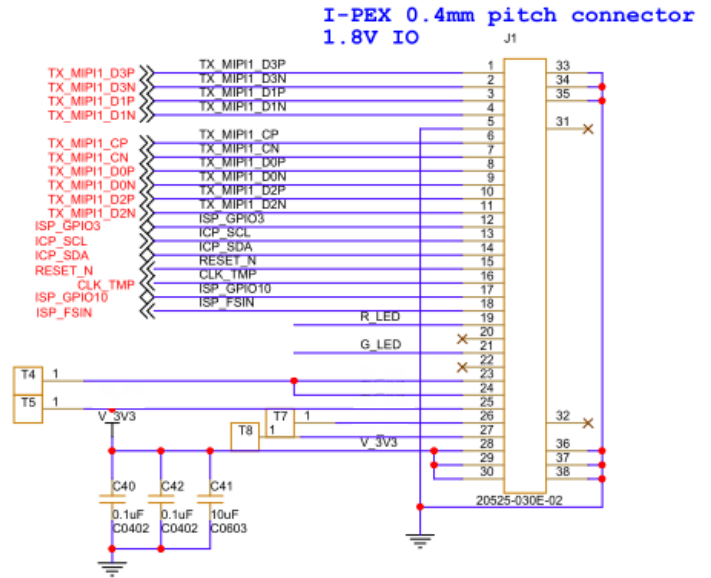 I-PEX 0.4mm pitch connector
1.8V IO
J1
TX_MIPI1_D3P TX_MIPI1_D3P 1 33
TX_MIPI1_D3N TX_MIPI1_D3N 2 34
TX_MIPI1_D1P TX_MIPI1_D1P 3 35
TX_MIPI1_D1N TX_MIPI1_D1N 4
5 31
TX_MIPI1_CP TX_MIPI1_CP 6
TX_MIPI1_CN TX_MIPI1_CN 7
TX_MIPI1_D0P TX_MIPI1_D0P 8
TX_MIPI1_D0N TX_MIPI1_D0N 9
TX_MIPI1_D2P TX_MIPI1_D2P 10
TX_MIPI1_D2N TX_MIPI1_D2N 11
ISP_GPIO3 ISP_GPIO3 12
ICP_SCL ICP_SCL 13
ICP_SDA ICP_SDA 14
RESET_N RESET_N 15
CLK_TMP CLK_TMP 16
ISP_GPIO10 ISP_GPIO10 17
ISP_FSIN ISP_FSIN 18
R_LED 19
20
G_LED 21
22
T4 1 23
24
T5 1 25
V_3V3 T7 1 26 32
T8 1 27
V_3V3 28 36
29 37
30 38
C40 C42 C41
20525-030E-02
0.1uF 0.1uF 10uF
C0402 C0402 C0603